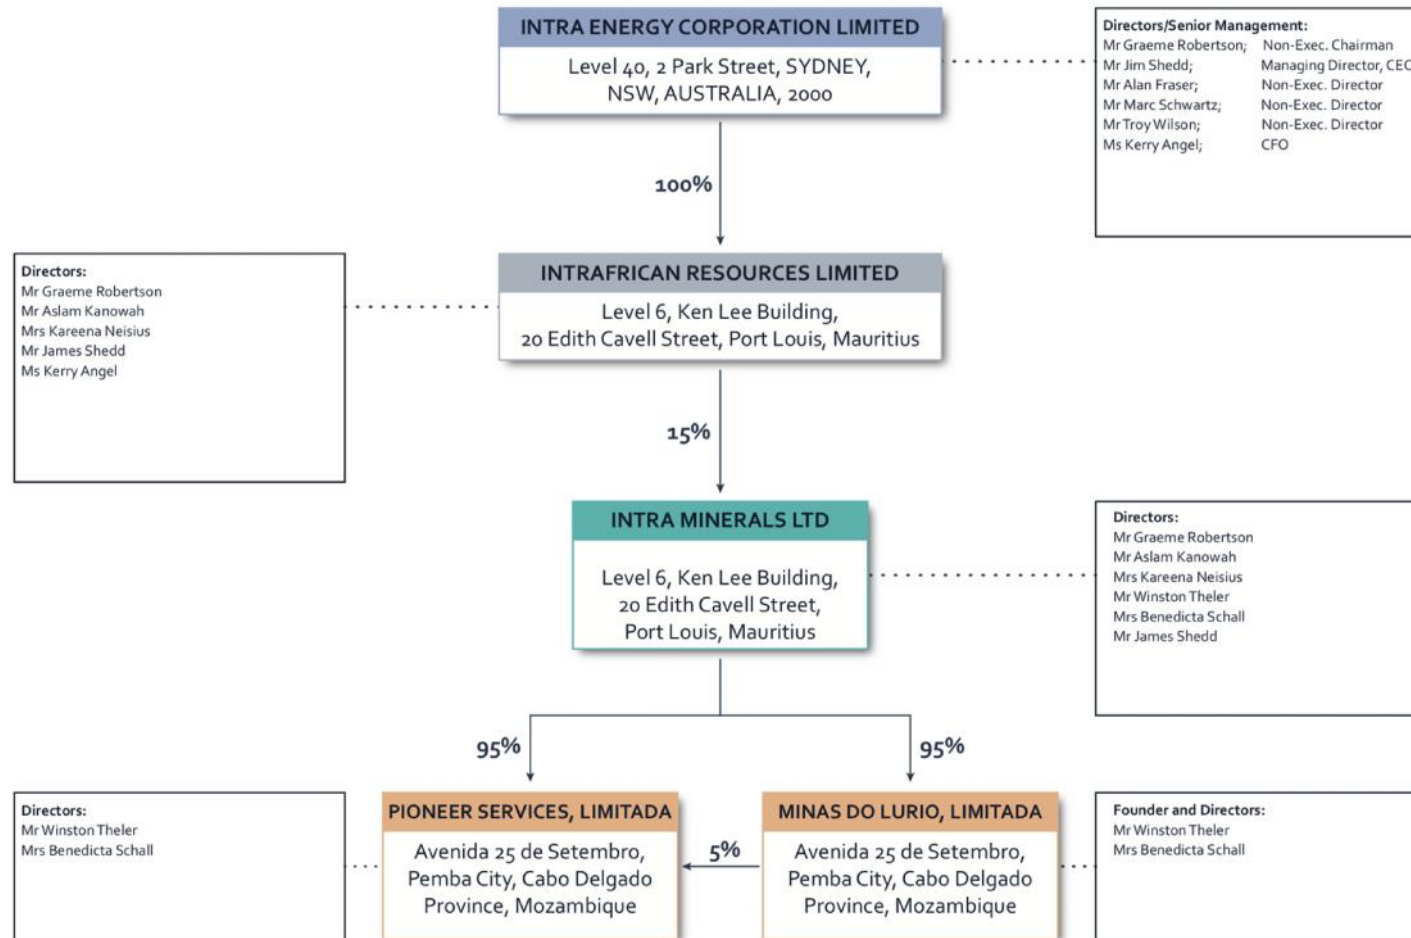 INTRA ENERGY CORPORATION LIMITED
Level 40, 2 Park Street, SYDNEY,
NSW, AUSTRALIA, 2000
Directors/Senior Management:
Mr Graeme Robertson; Non-Exec. Chairman
Mr Jim Shedd; Managing Director, CEO
Mr Alan Fraser; Non-Exec. Director
Mr Marc Schwartz; Non-Exec. Director
Mr Troy Wilson; Non-Exec. Director
Ms Kerry Angel; CFO
100%
Directors:
Mr Graeme Robertson
Mr Aslam Kanowah
Mrs Kareena Neisius
Mr James Shedd
Ms Kerry Angel
INTRAFRICAN RESOURCES LIMITED
Level 6, Ken Lee Building,
20 Edith Cavell Street, Port Louis, Mauritius
15%
INTRA MINERALS LTD
Level 6, Ken Lee Building,
20 Edith Cavell Street,
Port Louis, Mauritius
Directors:
Mr Graeme Robertson
Mr Aslam Kanowah
Mrs Kareena Neisius
Mr Winston Theler
Mrs Benedicta Schall
Mr James Shedd
95%
95%
Directors:
Mr Winston Theler
Mrs Benedicta Schall
PIONEER SERVICES, LIMITADA
Avenida 25 de Setembro,
Pemba City, Cabo Delgado
Province, Mozambique
5%
MINAS DO LURIO, LIMITADA
Avenida 25 de Setembro,
Pemba City, Cabo Delgado
Province, Mozambique
Founder and Directors:
Mr Winston Theler
Mrs Benedicta Schall